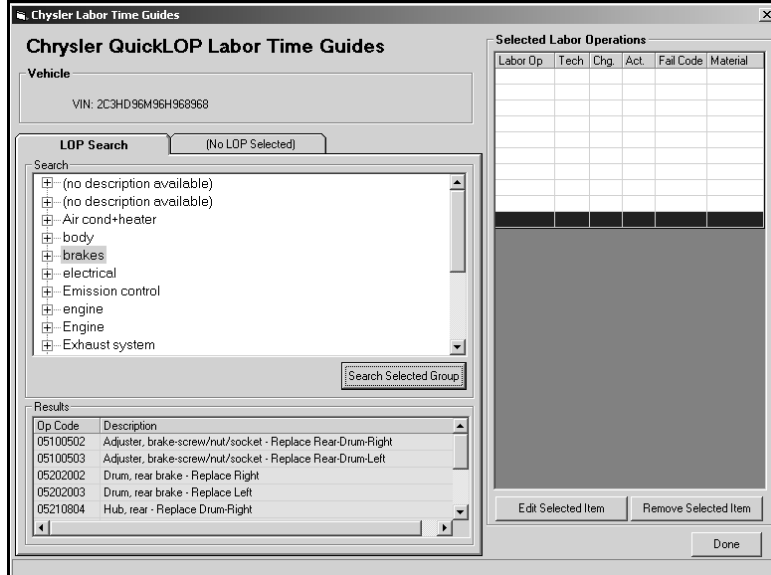 Chysler Labor Time Guides
Chrysler QuickLOP Labor Time Guides
Vehicle
VIN: 2C3HD96M96H968968
LOP Search
(No LOP Selected)
Search
(no description available)
(no description available)
Air cond+heater
body
brakes
electrical
Emission control
engine
Engine
Exhaust system
Search Selected Group
Results
Op Code Description
05100502 Adjuster, brake-screw/nut/socket - Replace Rear-Drum-Right
05100503 Adjuster, brake-screw/nut/socket - Replace Rear-Drum-Left
05202002 Drum, rear brake - Replace Right
05202003 Drum, rear brake - Replace Left
05210804 Hub, rear - Replace Drum-Right
Selected Labor Operations
Labor Op Tech Chg. Act. Fail Code Material
Edit Selected Item
Remove Selected Item
Done